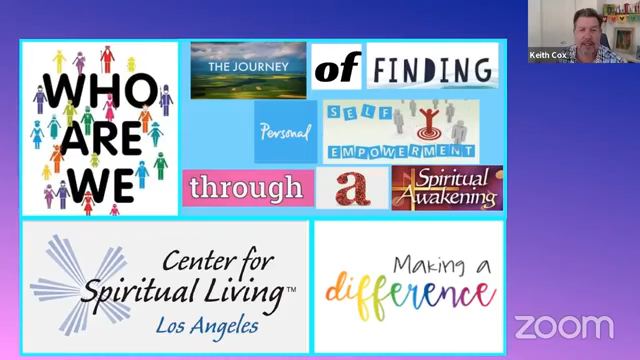 WHO
ARE
WE
THE JOURNEY
of
FINDING
Personal
SELF
EMPOWERMENT
through
a
Spiritual
Awakening
Center for
Spiritual Living™
Los Angeles
Making a
difference
Keith Cox
zoom